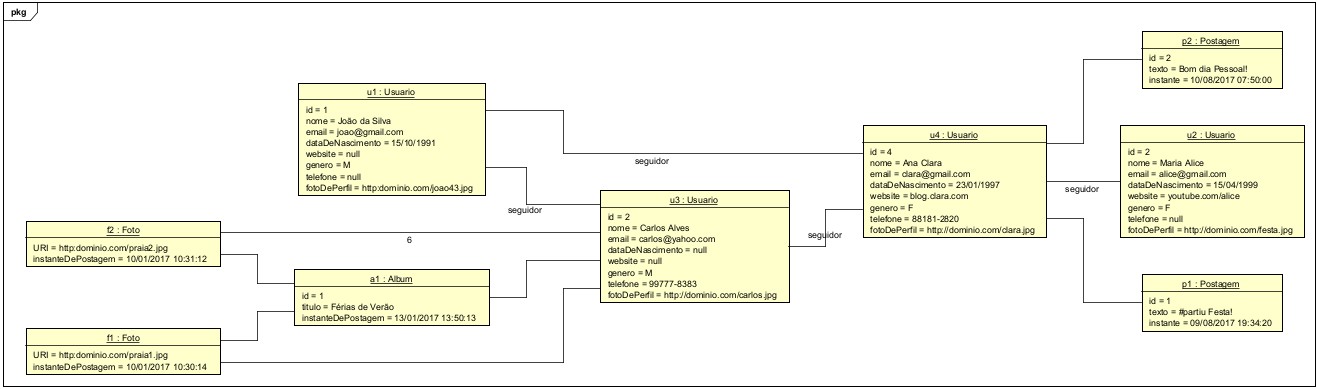 pkg
p2 : Postagem
id = 2
texto = Bom dia Pessoal!
instante = 10/08/2017 07:50:00
u1 : Usuario
id = 1
nome = João da Silva
email = joao@gmail.com
dataDeNascimento = 15/10/1991
website = null
genero = M
telefone = null
fotoDePerfil = http:dominio.com/joao43.jpg
seguidor
u4 : Usuario
id = 4
nome = Ana Clara
email = clara@gmail.com
dataDeNascimento = 23/01/1997
website = blog.clara.com
genero = F
telefone = 88181-2820
fotoDePerfil = http://dominio.com/clara.jpg
seguidor
u2 : Usuario
id = 2
nome = Maria Alice
email = alice@gmail.com
dataDeNascimento = 15/04/1999
website = youtube.com/alice
genero = F
telefone = null
fotoDePerfil = http://dominio.com/festa.jpg
seguidor
u3 : Usuario
id = 2
nome = Carlos Alves
email = carlos@yahoo.com
dataDeNascimento = null
website = null
genero = M
telefone = 99777-8383
fotoDePerfil = http://dominio.com/carlos.jpg
seguidor
f2 : Foto
URI = http:dominio.com/praia2.jpg
instanteDePostagem = 10/01/2017 10:31:12
6
a1 : Album
id = 1
titulo = Férias de Verão
instanteDePostagem = 13/01/2017 13:50:13
p1 : Postagem
id = 1
texto = #partiu Festa!
instante = 09/08/2017 19:34:20
f1 : Foto
URI = http:dominio.com/praia1.jpg
instanteDePostagem = 10/01/2017 10:30:14